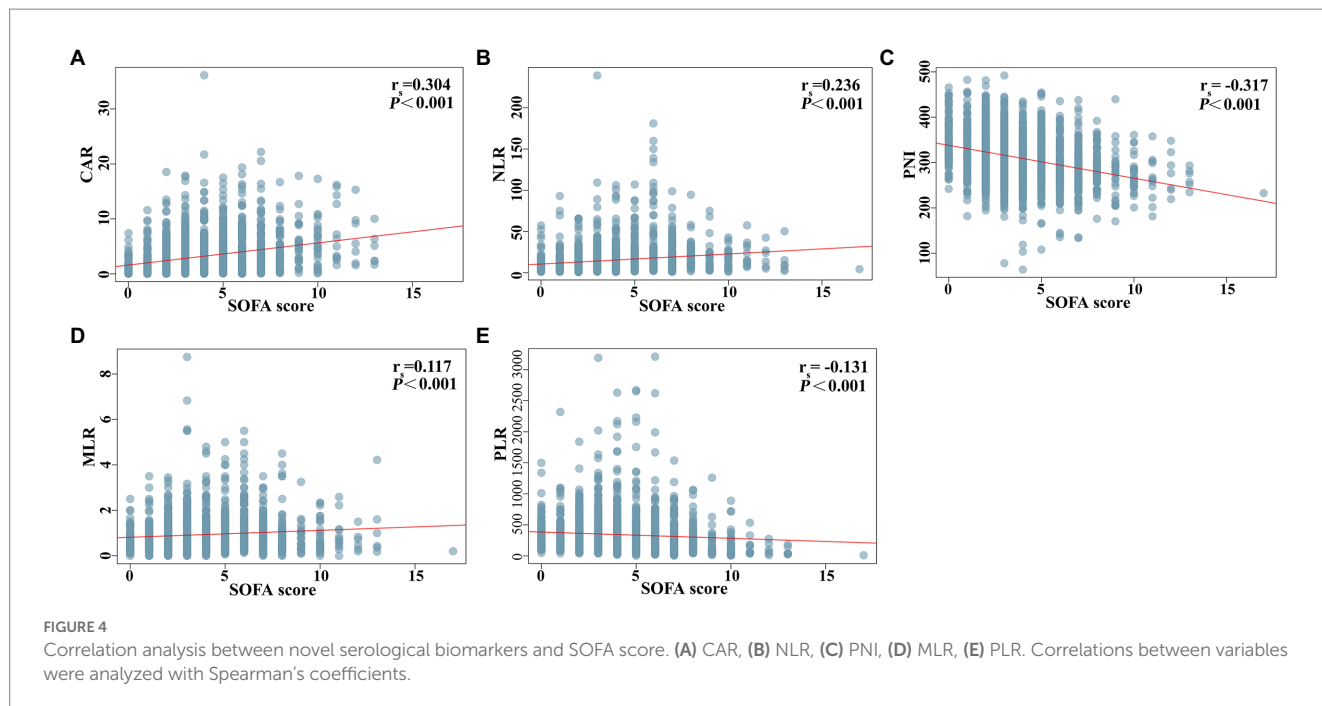 A
r_s=0.304
P＜0.001
CAR
0 10 20 30
0 5 10 15
SOFA score
B
r_s=0.236
P＜0.001
NLR
0 25 50 100 150 200
0 5 10 15
SOFA score
C
r_s= -0.317
P＜0.001
PNI
100 200 300 400 500
0 5 10 15
SOFA score
D
r_s=0.117
P＜0.001
MLR
0 2 4 6 8
0 5 10 15
SOFA score
E
r_s= -0.131
P＜0.001
PLR
0 500 1000 1500 2000 2500 3000
0 5 10 15
SOFA score
FIGURE 4
Correlation analysis between novel serological biomarkers and SOFA score. (A) CAR, (B) NLR, (C) PNI, (D) MLR, (E) PLR. Correlations between variables
were analyzed with Spearman’s coefficients.